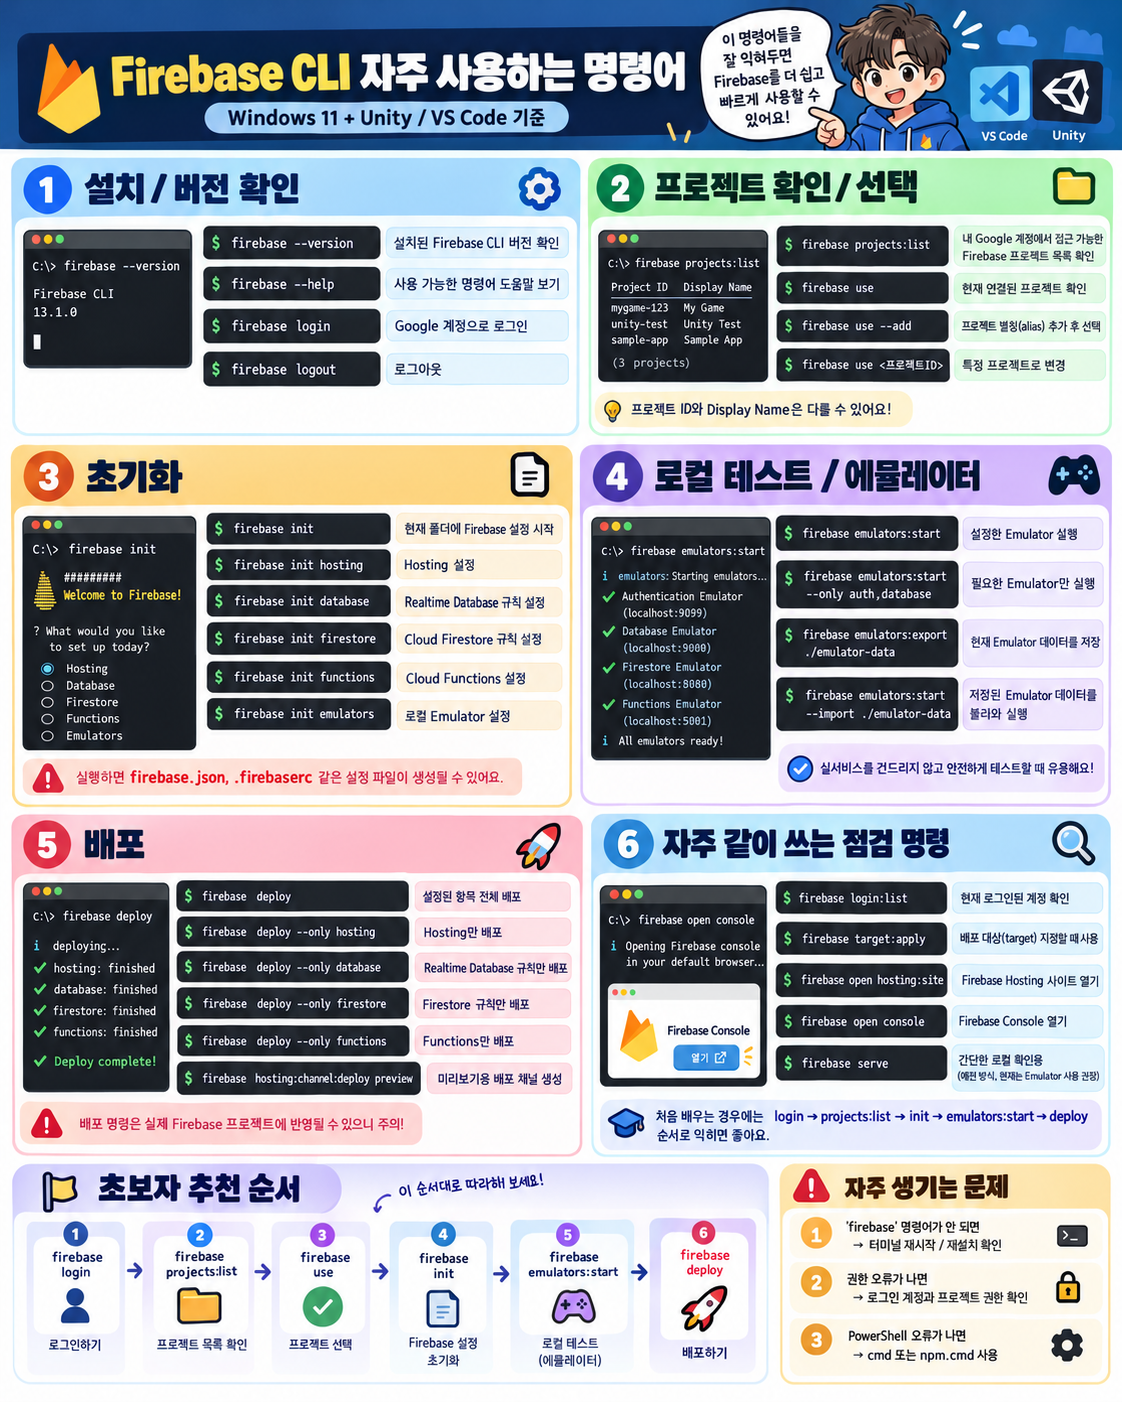 Firebase CLI 자주 사용하는 명령어
Windows 11 + Unity / VS Code 기준
이 명령어들을
잘 익혀두면
Firebase를 더 쉽고
빠르게 사용할 수
있어요!
VS Code
Unity
1 설치 / 버전 확인
C:\> firebase --version
Firebase CLI
13.1.0
$ firebase --version
설치된 Firebase CLI 버전 확인
$ firebase --help
사용 가능한 명령어 도움말 보기
$ firebase login
Google 계정으로 로그인
$ firebase logout
로그아웃
2 프로젝트 확인 / 선택
C:\> firebase projects:list
Project ID Display Name
mygame-123 My Game
unity-test Unity Test
sample-app Sample App
(3 projects)
$ firebase projects:list
내 Google 계정에서 접근 가능한
Firebase 프로젝트 목록 확인
$ firebase use
현재 연결된 프로젝트 확인
$ firebase use --add
프로젝트 별칭(alias) 추가 후 선택
$ firebase use <프로젝트ID>
특정 프로젝트로 변경
프로젝트 ID와 Display Name은 다를 수 있어요!
3 초기화
C:\> firebase init
#########
Welcome to Firebase!
? What would you like
to set up today?
Hosting
Database
Firestore
Functions
Emulators
$ firebase init
현재 폴더에 Firebase 설정 시작
$ firebase init hosting
Hosting 설정
$ firebase init database
Realtime Database 규칙 설정
$ firebase init firestore
Cloud Firestore 규칙 설정
$ firebase init functions
Cloud Functions 설정
$ firebase init emulators
로컬 Emulator 설정
실행하면 firebase.json, .firebaserc 같은 설정 파일이 생성될 수 있어요.
4 로컬 테스트 / 에뮬레이터
C:\> firebase emulators:start
i emulators: Starting emulators...
✔ Authentication Emulator
(localhost:9099)
✔ Database Emulator
(localhost:9000)
✔ Firestore Emulator
(localhost:8080)
✔ Functions Emulator
(localhost:5001)
i All emulators ready!
$ firebase emulators:start
설정한 Emulator 실행
$ firebase emulators:start
--only auth,database
필요한 Emulator만 실행
$ firebase emulators:export
./emulator-data
현재 Emulator 데이터를 저장
$ firebase emulators:start
--import ./emulator-data
저정된 Emulator 데이터를
불러와 실행
실서비스를 건드리지 않고 안전하게 테스트할 때 유용해요!
5 배포
C:\> firebase deploy
i deploying...
✔ hosting: finished
✔ database: finished
✔ firestore: finished
✔ functions: finished
✔ Deploy complete!
$ firebase deploy
설정된 항목 전체 배포
$ firebase deploy --only hosting
Hosting만 배포
$ firebase deploy --only database
Realtime Database 규칙만 배포
$ firebase deploy --only firestore
Firestore 규칙만 배포
$ firebase deploy --only functions
Functions만 배포
$ firebase hosting:channel:deploy preview
미리보기용 배포 채널 생성
배포 명령은 실제 Firebase 프로젝트에 반영될 수 있으니 주의!
6 자주 같이 쓰는 점검 명령
C:\> firebase open console
i Opening Firebase console
in your default browser...
Firebase Console
열기
$ firebase login:list
현재 로그인된 계정 확인
$ firebase target:apply
배포 대상(target) 지정할 때 사용
$ firebase open hosting:site
Firebase Hosting 사이트 열기
$ firebase open console
Firebase Console 열기
$ firebase serve
간단한 로컬 확인용
(예전 방식, 현재는 Emulator 사용 권장)
처음 배우는 경우에는 login → projects:list → init → emulators:start → deploy
순서로 익히면 좋아요.
초보자 추천 순서
이 순서대로 따라해 보세요!
1
firebase
login
로그인하기
2
firebase
projects:list
프로젝트 목록 확인
3
firebase
use
프로젝트 선택
4
firebase
init
Firebase 설정
초기화
5
firebase
emulators:start
로컬 테스트
(에뮬레이터)
6
firebase
deploy
배포하기
자주 생기는 문제
1 'firebase' 명령어가 안 되면
→ 터미널 재시작 / 재설치 확인
2 권한 오류가 나면
→ 로그인 계정과 프로젝트 권한 확인
3 PowerShell 오류가 나면
→ cmd 또는 npm.cmd 사용